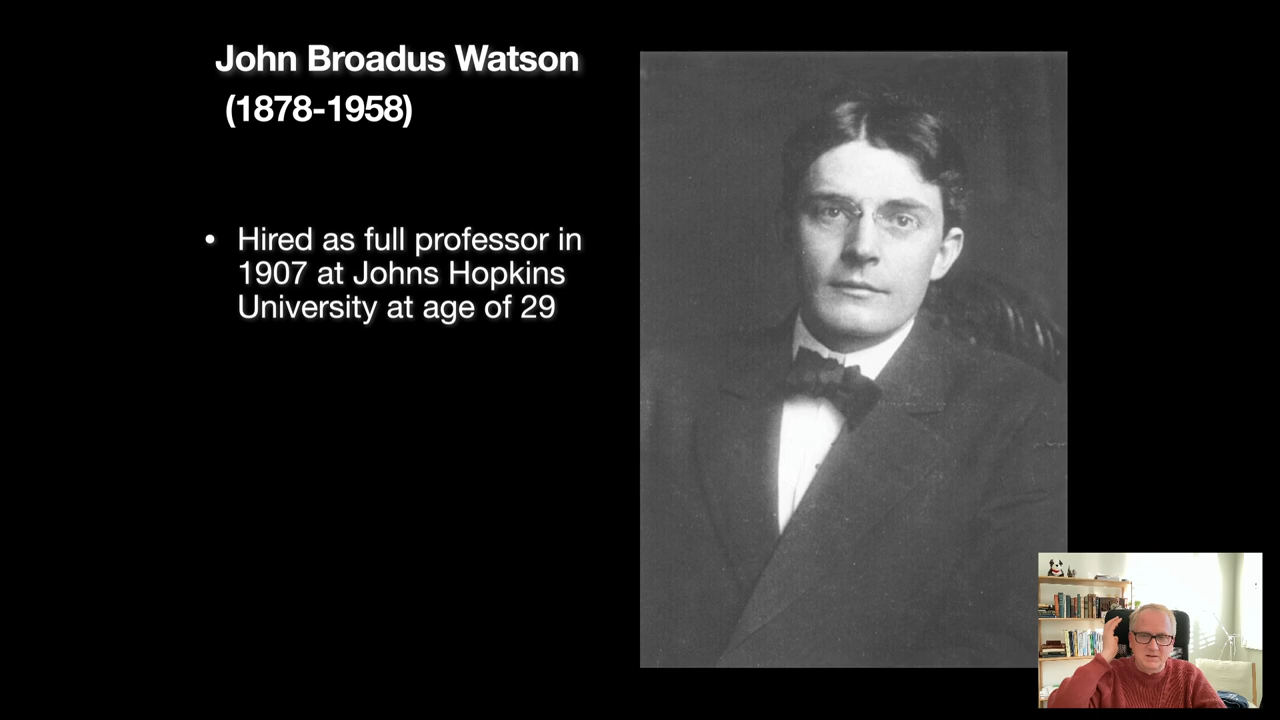 John Broadus Watson
(1878-1958)
• Hired as full professor in
1907 at Johns Hopkins
University at age of 29